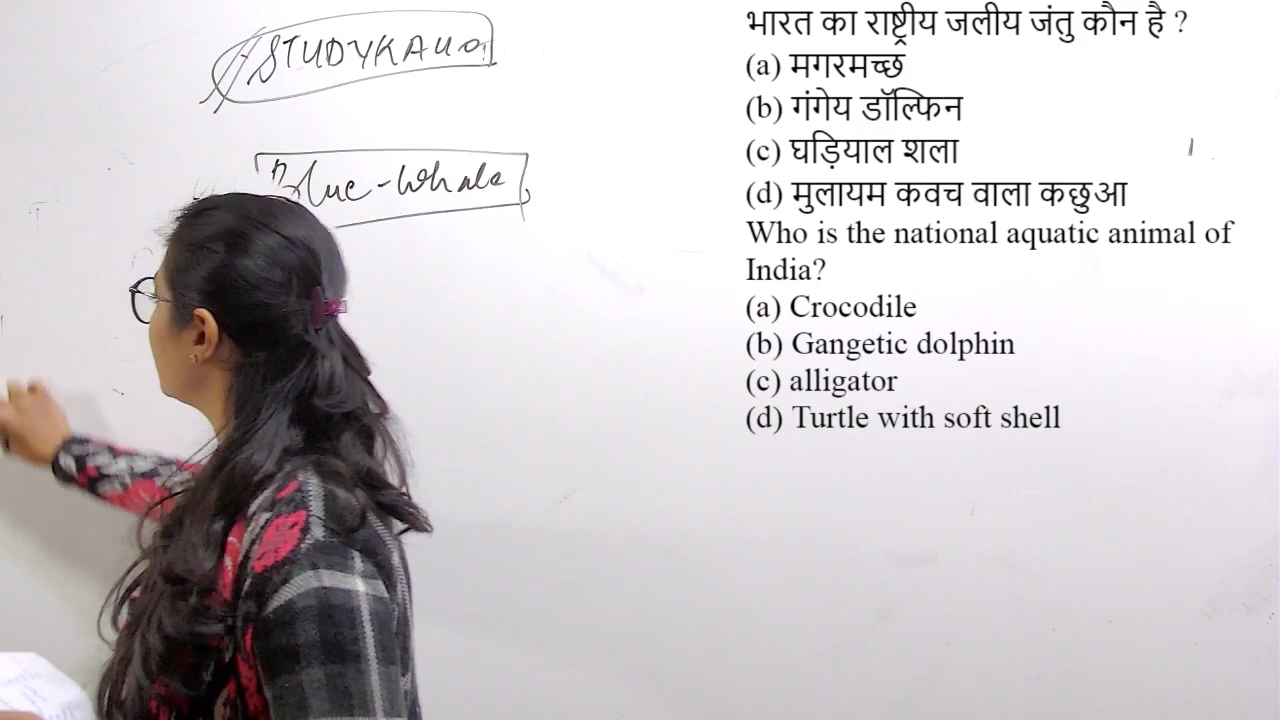 STUDYKAUD
Blue-Whale
भारत का राष्ट्रीय जलीय जंतु कौन है ?
(a) मगरमच्छ
(b) गंगेय डॉल्फिन
(c) घड़ियाल शला
(d) मुलायम कवच वाला कछुआ
Who is the national aquatic animal of
India?
(a) Crocodile
(b) Gangetic dolphin
(c) alligator
(d) Turtle with soft shell